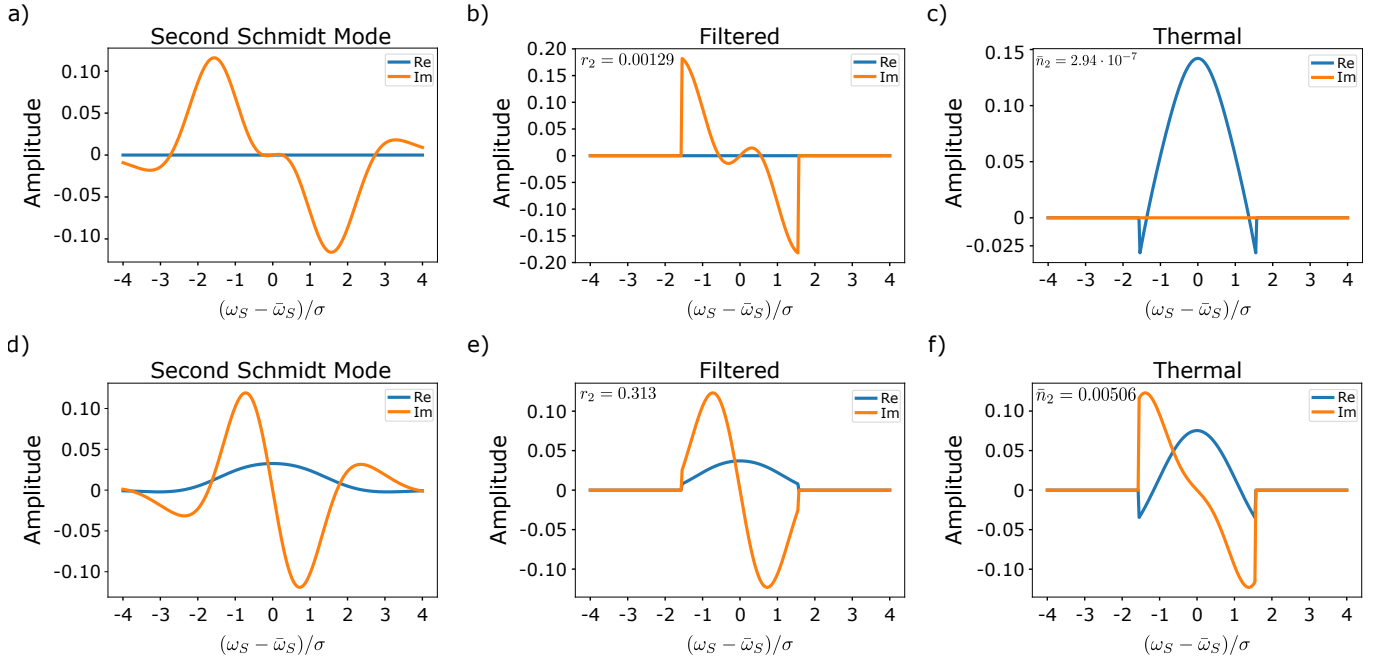 a)
Second Schmidt Mode
Re
Im
0.10
0.05
0
-0.05
-0.10
Amplitude
-4 -3 -2 -1 0 1 2 3 4
(ω_S − ω̄_S)/σ
b)
Filtered
r_2 = 0.00129
Re
Im
0.20
0.15
0.10
0.05
0
-0.05
-0.10
-0.15
-0.20
Amplitude
-4 -3 -2 -1 0 1 2 3 4
(ω_S − ω̄_S)/σ
c)
Thermal
n̄_2 = 2.94 · 10^{-7}
Re
Im
0.15
0.10
0.05
0
-0.025
Amplitude
-4 -3 -2 -1 0 1 2 3 4
(ω_S − ω̄_S)/σ
d)
Second Schmidt Mode
Re
Im
0.10
0.05
0
-0.05
-0.10
Amplitude
-4 -3 -2 -1 0 1 2 3 4
(ω_S − ω̄_S)/σ
e)
Filtered
r_2 = 0.313
Re
Im
0.10
0.05
0
-0.05
-0.10
Amplitude
-4 -3 -2 -1 0 1 2 3 4
(ω_S − ω̄_S)/σ
f)
Thermal
n̄_2 = 0.00506
Re
Im
0.10
0.05
0
-0.05
-0.10
Amplitude
-4 -3 -2 -1 0 1 2 3 4
(ω_S − ω̄_S)/σ